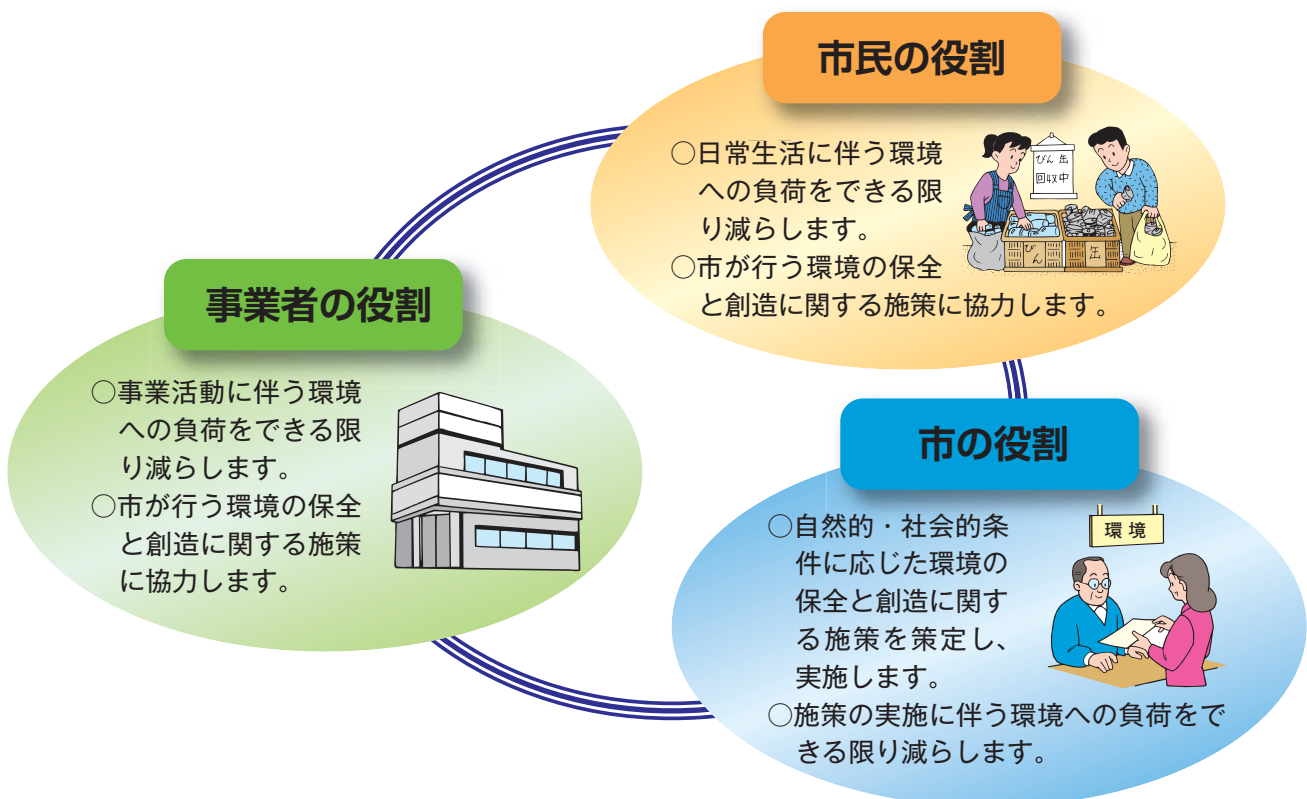 市民の役割
○日常生活に伴う環境
への負荷をできる限
り減らします。
○市が行う環境の保全
と創造に関する施策に協力します。
びん缶
回収中
びん
缶
事業者の役割
○事業活動に伴う環境
への負荷をできる限
り減らします。
○市が行う環境の保全
と創造に関する施策
に協力します。
市の役割
○自然的・社会的条
件に応じた環境の
保全と創造に関す
る施策を策定し、
実施します。
○施策の実施に伴う環境への負荷をで
きる限り減らします。
環境